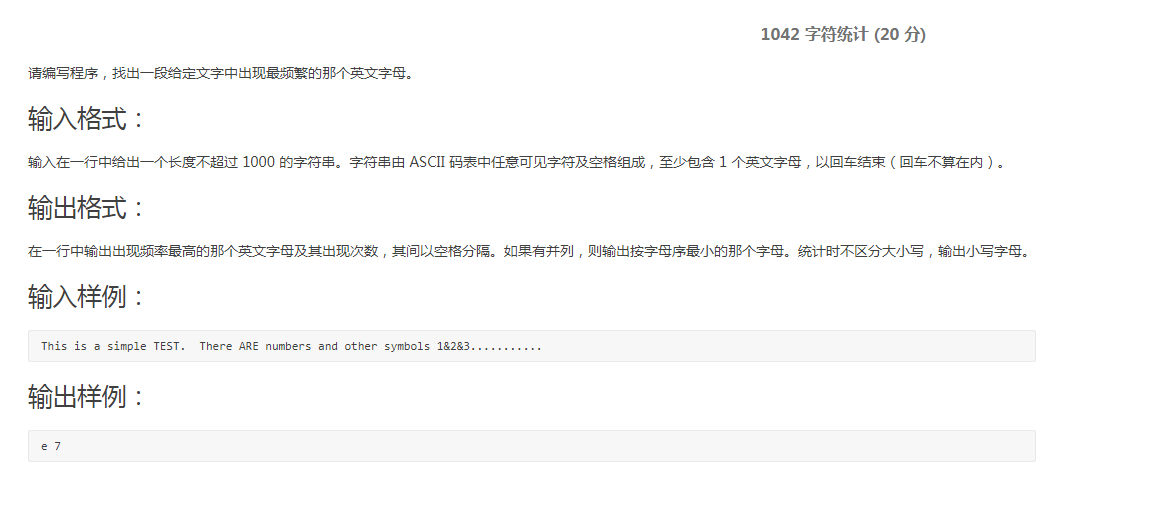 1042 字符统计 (20 分)
请编写程序，找出一段给定文字中出现最频繁的那个英文字母。
输入格式：
输入在一行中给出一个长度不超过 1000 的字符串。字符串由 ASCII 码表中任意可见字符及空格组成，至少包含 1 个英文字母，以回车结束（回车不算在内）。
输出格式：
在一行中输出出现频率最高的那个英文字母及其出现次数，其间以空格分隔。如果有并列，则输出按字母序最小的那个字母。统计时不区分大小写，输出小写字母。
输入样例：
This is a simple TEST.  There ARE numbers and other symbols 1&2&3...........
输出样例：
e 7